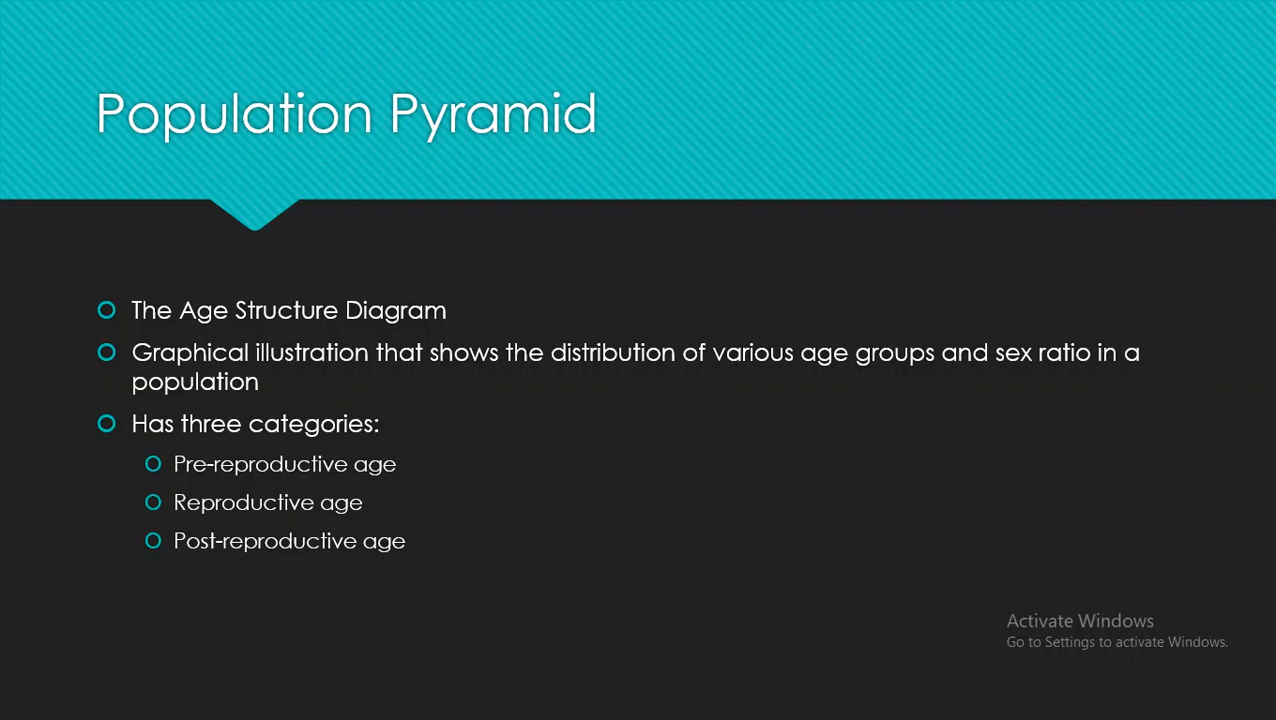 Population Pyramid
The Age Structure Diagram
Graphical illustration that shows the distribution of various age groups and sex ratio in a
population
Has three categories:
Pre-reproductive age
Reproductive age
Post-reproductive age
Activate Windows
Go to Settings to activate Windows.